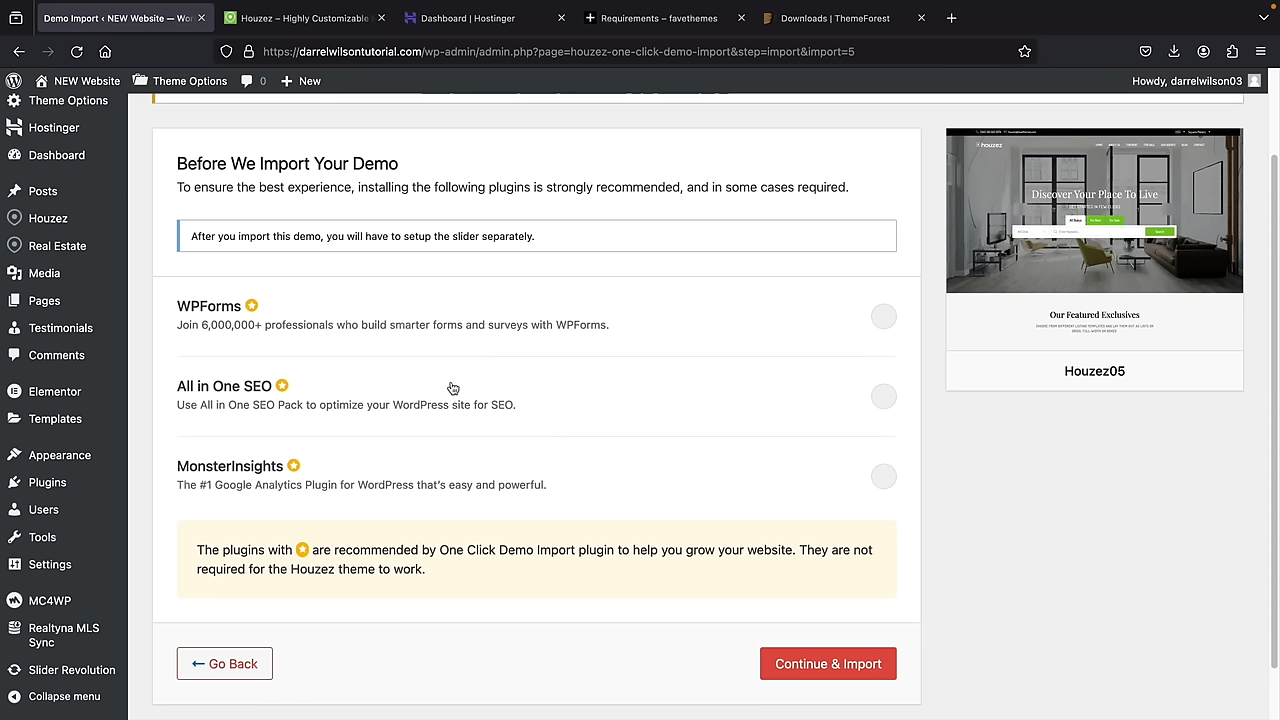 Demo Import ‹ NEW Website — Wor
Houzez – Highly Customizable
Dashboard | Hostinger
Requirements – favethemes
Downloads | ThemeForest
https://darrelwilsontutorial.com/wp-admin/admin.php?page=houzez-one-click-demo-import&step=import&import=5
NEW Website
Theme Options
0
New
Howdy, darrelwilson03
Theme Options
Hostinger
Dashboard
Posts
Houzez
Real Estate
Media
Pages
Testimonials
Comments
Elementor
Templates
Appearance
Plugins
Users
Tools
Settings
MC4WP
Realtyna MLS
Sync
Slider Revolution
Collapse menu
Before We Import Your Demo
To ensure the best experience, installing the following plugins is strongly recommended, and in some cases required.
After you import this demo, you will have to setup the slider separately.
WPForms
Join 6,000,000+ professionals who build smarter forms and surveys with WPForms.
All in One SEO
Use All in One SEO Pack to optimize your WordPress site for SEO.
MonsterInsights
The #1 Google Analytics Plugin for WordPress that's easy and powerful.
The plugins with are recommended by One Click Demo Import plugin to help you grow your website. They are not
required for the Houzez theme to work.
Go Back
Continue & Import
houzez
Discover Your Place To Live
Search
Our Featured Exclusives
Houzez05